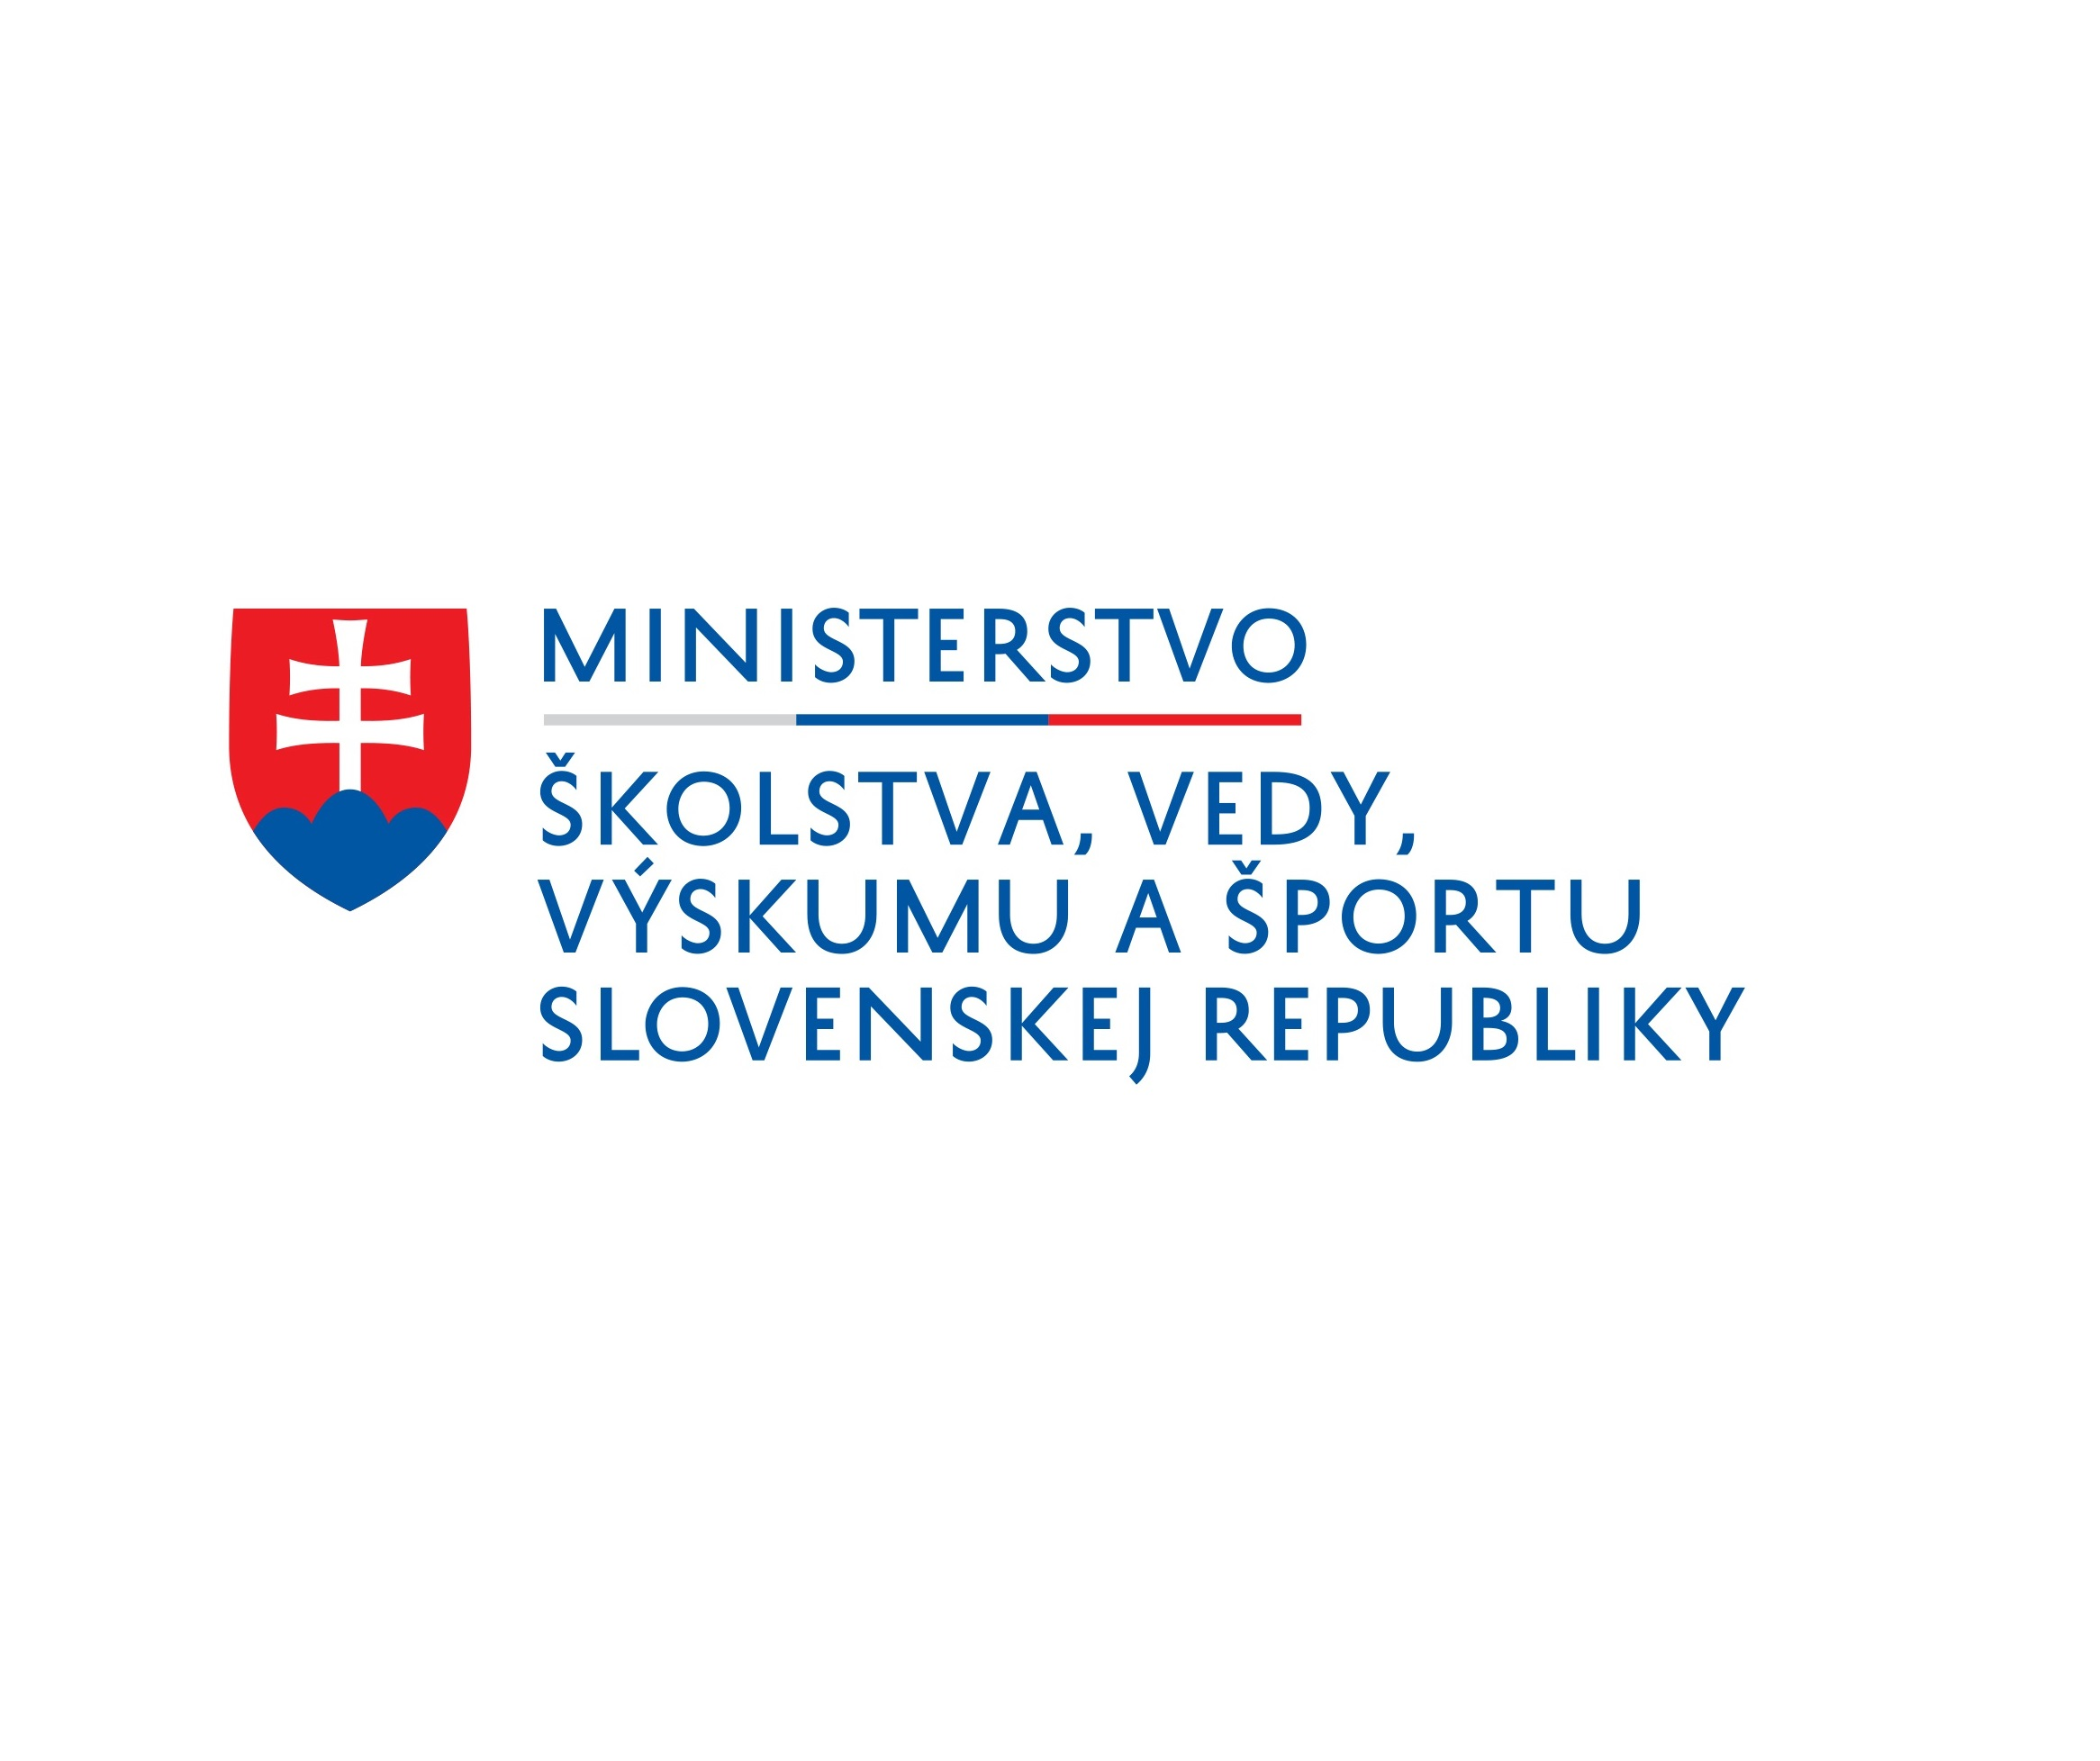 MINISTERSTVO
ŠKOLSTVA, VEDY,
VÝSKUMU A ŠPORTU
SLOVENSKEJ REPUBLIKY